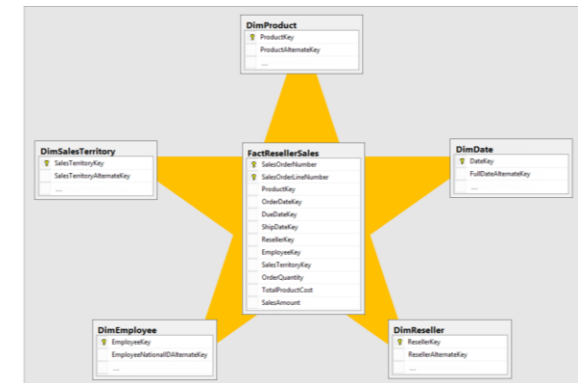 DimProduct
ProductKey
ProductAlternateKey
....
DimSalesTerritory
SalesTerritoryKey
SalesTerritoryAlternateKey
....
FactResellerSales
SalesOrderNumber
SalesOrderLineNumber
ProductKey
OrderDateKey
DueDateKey
ShipDateKey
ResellerKey
EmployeeKey
SalesTerritoryKey
OrderQuantity
TotalProductCost
SalesAmount
DimDate
DateKey
FullDateAlternateKey
....
DimEmployee
EmployeeKey
EmployeeNationalIDAlternateKey
....
DimReseller
ResellerKey
ResellerAlternateKey
....